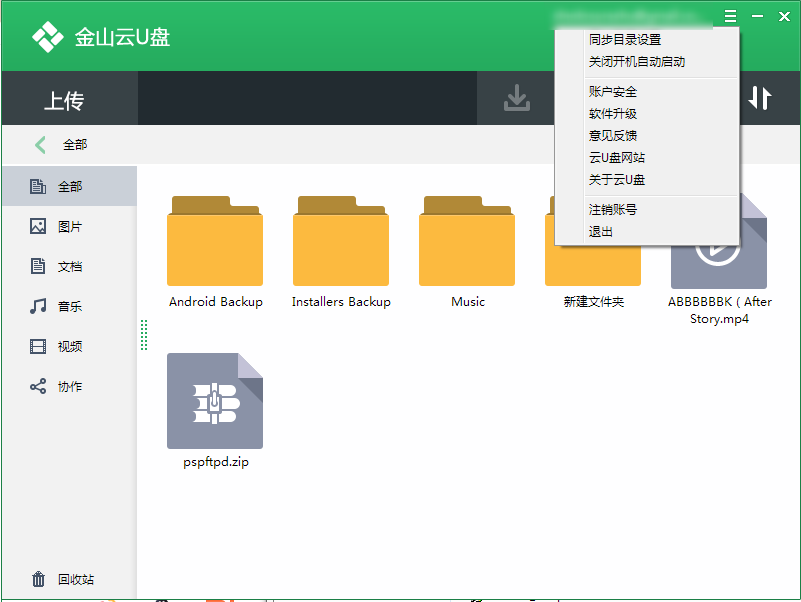 金山云U盘
同步目录设置
关闭开机自动启动
账户安全
软件升级
意见反馈
云U盘网站
关于云U盘
注销账号
退出
上传
全部
全部
图片
文档
音乐
视频
协作
回收站
Android Backup
Installers Backup
Music
新建文件夹
ABBBBBBK ( After
Story.mp4
pspftpd.zip